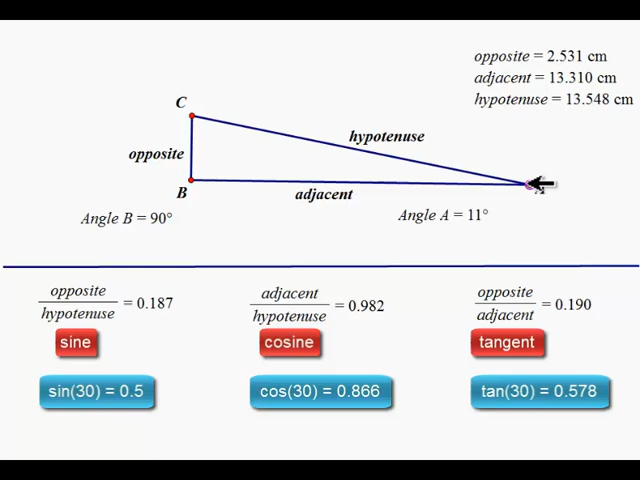 opposite = 2.531 cm
adjacent = 13.310 cm
hypotenuse = 13.548 cm
C
hypotenuse
opposite
B
adjacent
Angle B = 90°
Angle A = 11°
opposite
hypotenuse
= 0.187
adjacent
hypotenuse
= 0.982
opposite
adjacent
= 0.190
sine
cosine
tangent
sin(30) = 0.5
cos(30) = 0.866
tan(30) = 0.578